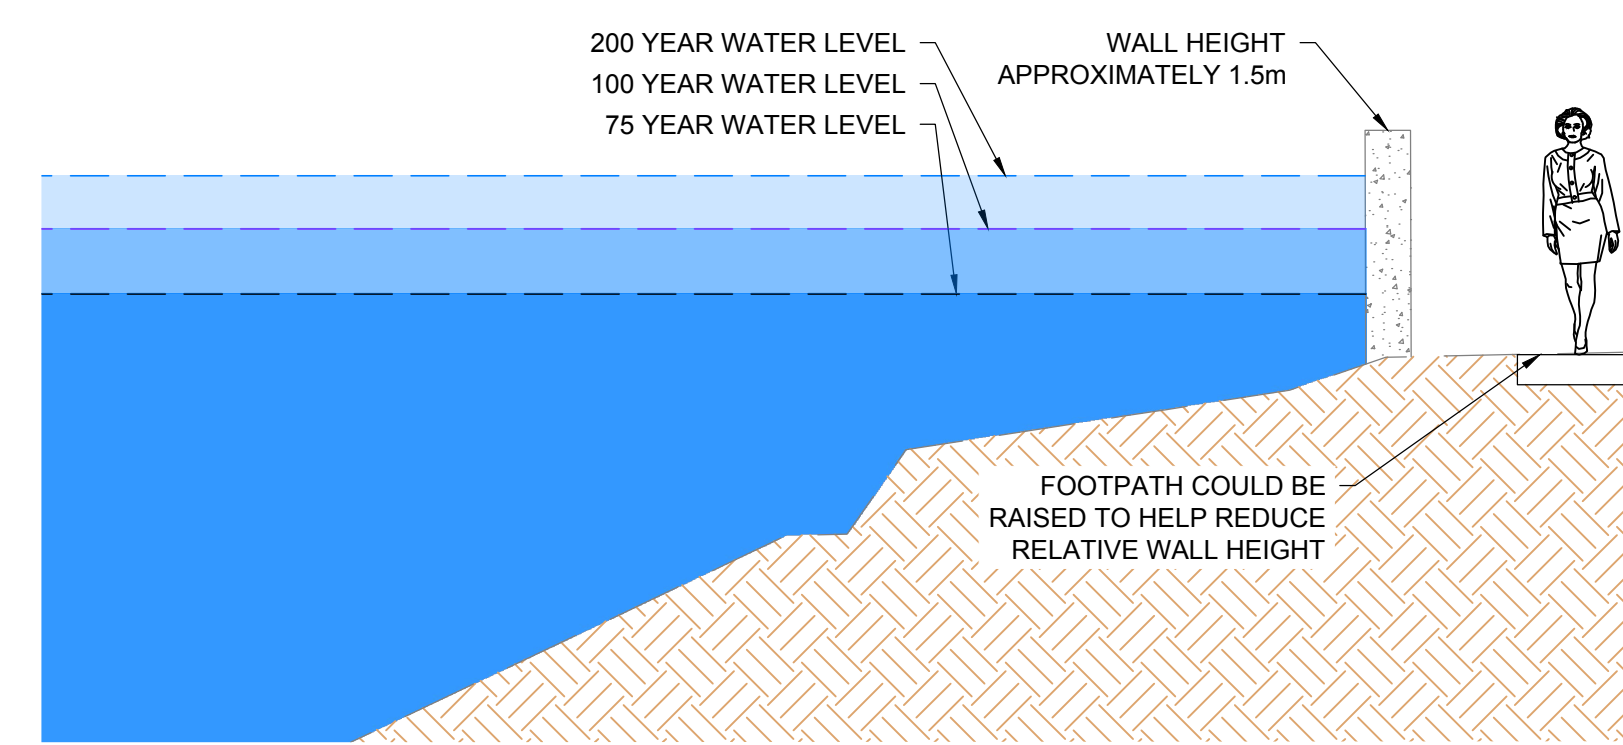 200 YEAR WATER LEVEL
100 YEAR WATER LEVEL
75 YEAR WATER LEVEL
WALL HEIGHT
APPROXIMATELY 1.5m
FOOTPATH COULD BE
RAISED TO HELP REDUCE
RELATIVE WALL HEIGHT